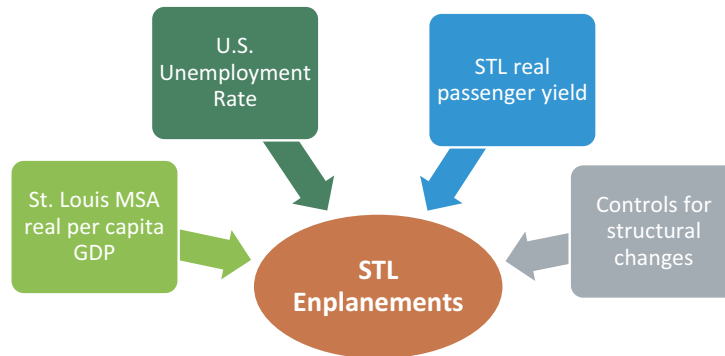 U.S.
Unemployment
Rate
STL real
passenger yield
St. Louis MSA
real per capita
GDP
Controls for
structural
changes
STL
Enplanements